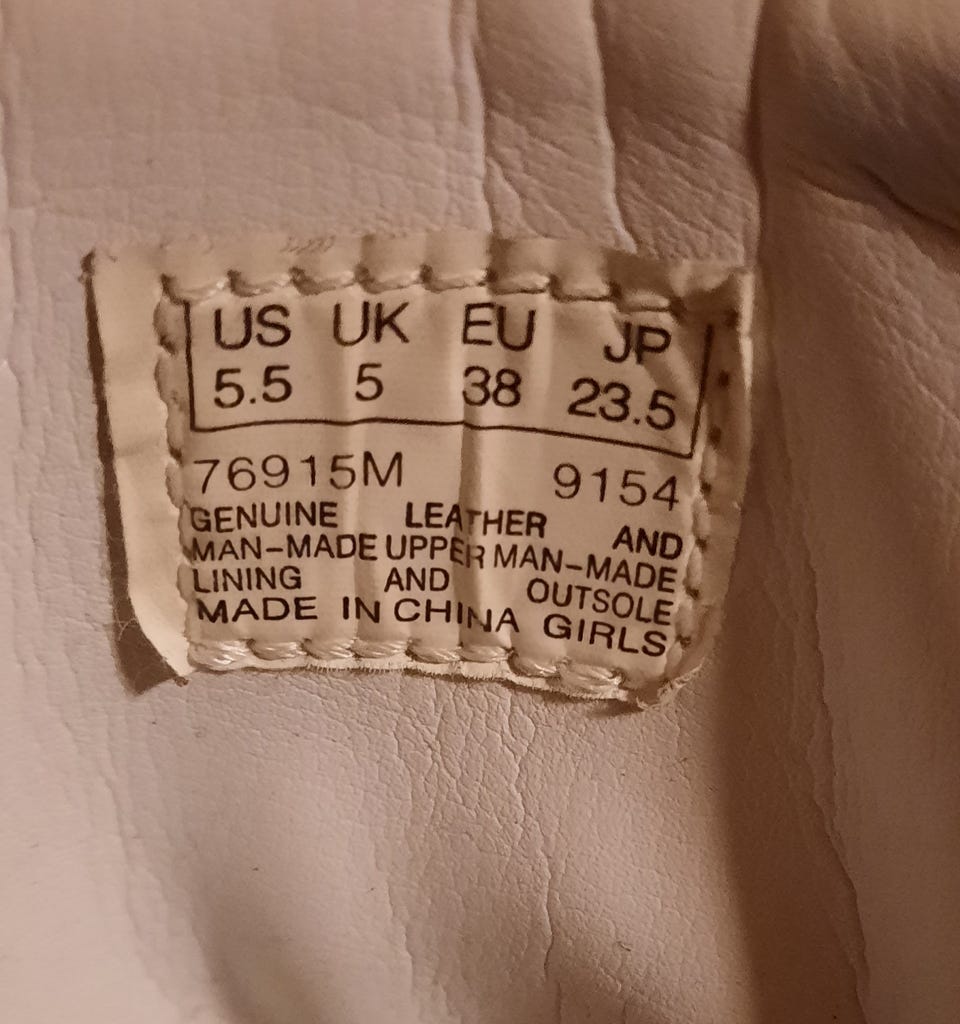 US UK EU JP
5.5 5 38 23.5
76915M 9154
GENUINE LEATHER AND
MAN-MADE UPPER MAN-MADE
LINING AND OUTSOLE
MADE IN CHINA GIRLS